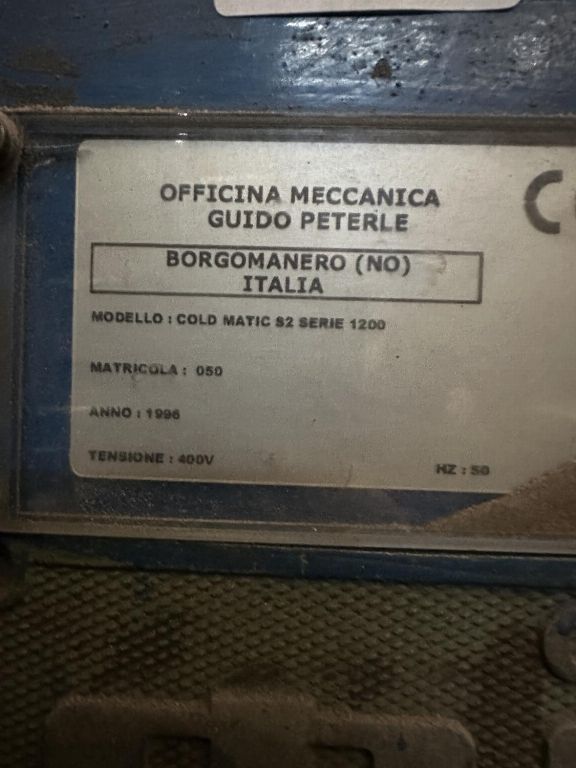 OFFICINA MECCANICA
GUIDO PETERLE
BORGOMANERO (NO)
ITALIA
MODELLO : COLD MATIC S2 SERIE 1200
MATRICOLA : 050
ANNO : 1996
TENSIONE : 400V HZ : 50